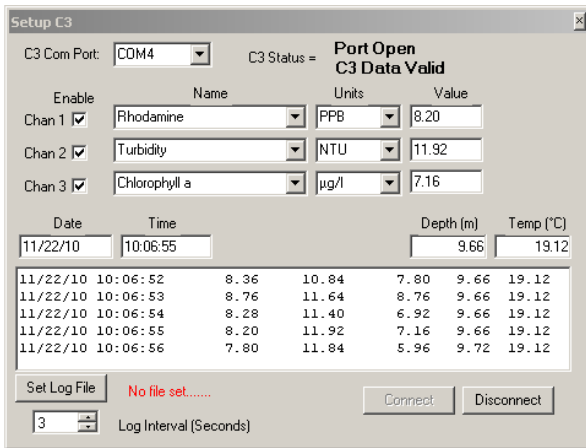 Setup C3
C3 Com Port: COM4 C3 Status = Port Open
C3 Data Valid
Enable Name Units Value
Chan 1 Rhodamine PPB 8.20
Chan 2 Turbidity NTU 11.92
Chan 3 Chlorophyll a µg/l 7.16
Date Time Depth (m) Temp (°C)
11/22/10 10:06:55 9.66 19.12
11/22/10 10:06:52 8.36 10.84 7.80 9.66 19.12
11/22/10 10:06:53 8.76 11.64 8.76 9.66 19.12
11/22/10 10:06:54 8.28 11.40 6.92 9.66 19.12
11/22/10 10:06:55 8.20 11.92 7.16 9.66 19.12
11/22/10 10:06:56 7.80 11.84 5.96 9.72 19.12
Set Log File No file set....... Connect Disconnect
3 Log Interval (Seconds)